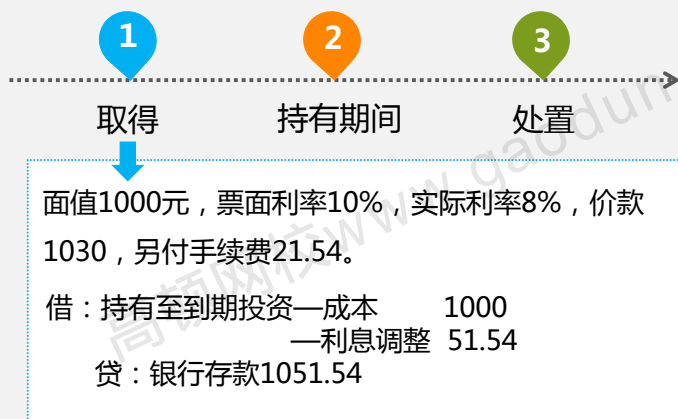 1 2 3
取得 持有期间 处置
面值1000元，票面利率10%，实际利率8%，价款
1030，另付手续费21.54。
借：持有至到期投资—成本 1000
—利息调整 51.54
贷：银行存款1051.54
高顿网校www.gaodun